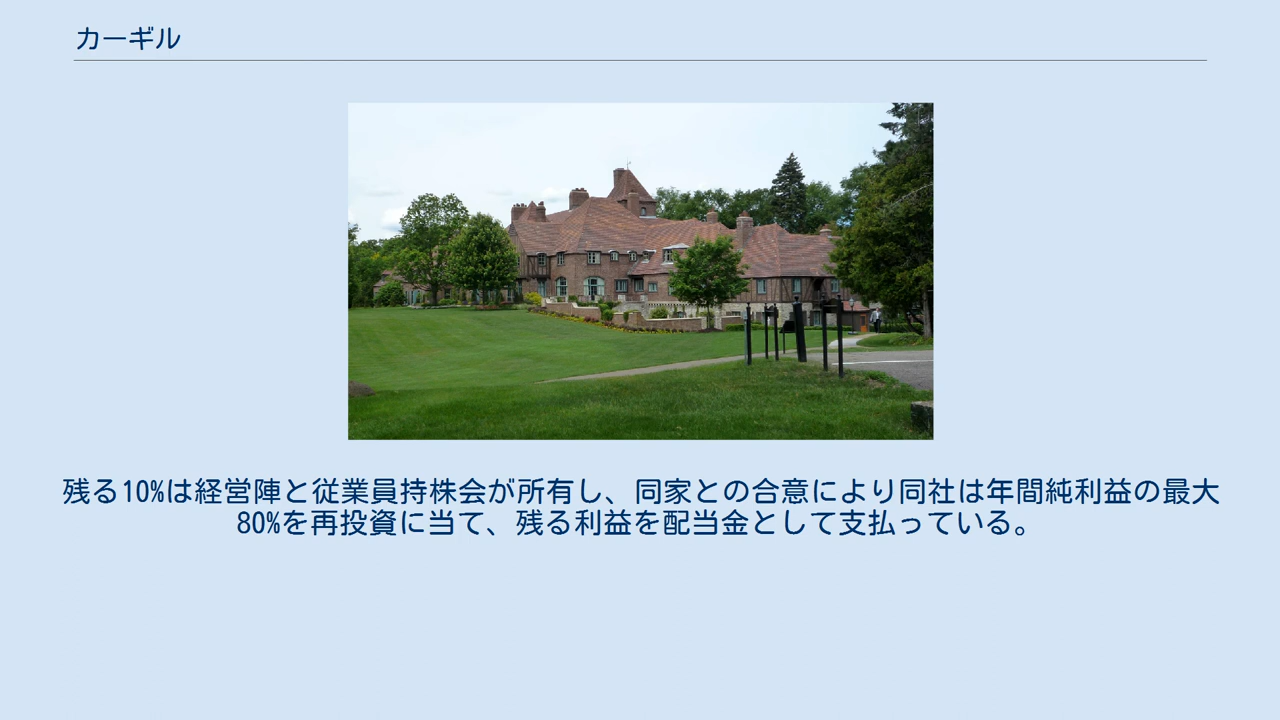 カーギル
残る10%は経営陣と従業員持株会が所有し、同家との合意により同社は年間純利益の最大
80%を再投資に当て、残る利益を配当金として支払っている。